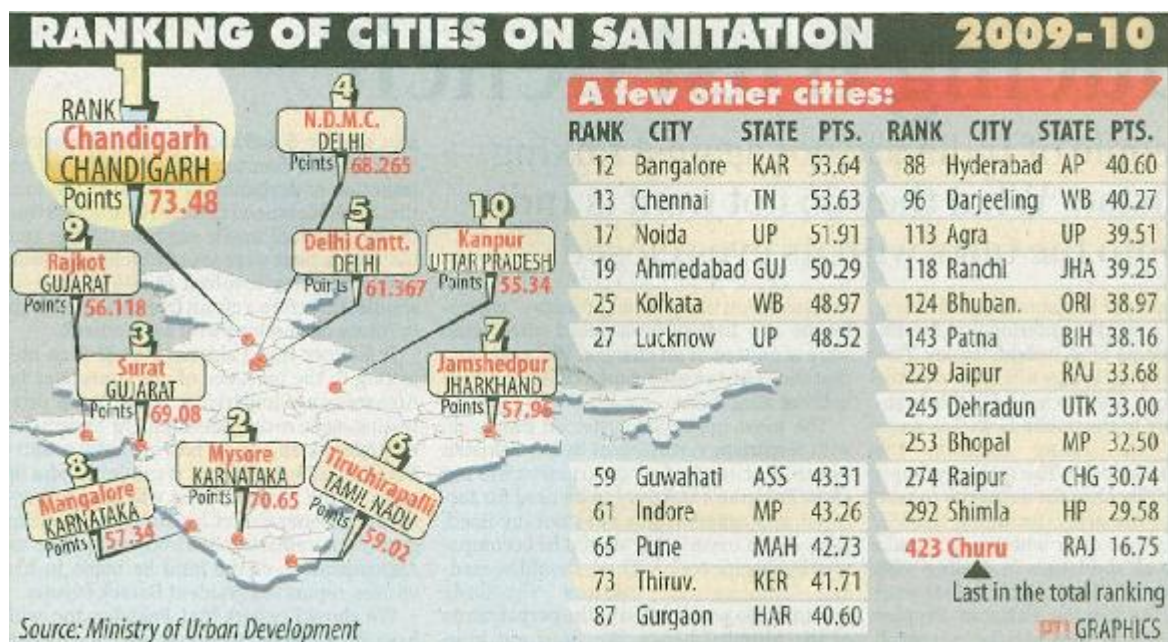 RANKING OF CITIES ON SANITATION 2009-10
1
RANK
Chandigarh
CHANDIGARH
Points 73.48
4
N.D.M.C.
DELHI
Points 68.265
9
Rajkot
GUJARAT
Points 56.118
5
Delhi Cantt.
DELHI
Points 61.367
10
Kanpur
UTTAR PRADESH
Points 55.34
3
Surat
GUJARAT
Points 69.08
7
Jamshedpur
JHARKHAND
Points 57.96
8
Mangalore
KARNATAKA
Points 57.34
2
Mysore
KARNATAKA
Points 70.65
6
Tiruchirapalli
TAMIL NADU
Points 59.02
Source: Ministry of Urban Development
A few other cities:
RANK CITY STATE PTS.
12 Bangalore KAR 53.64
13 Chennai TN 53.63
17 Noida UP 51.91
19 Ahmedabad GUJ 50.29
25 Kolkata WB 48.97
27 Lucknow UP 48.52
59 Guwahati ASS 43.31
61 Indore MP 43.26
65 Pune MAH 42.73
73 Thiruv. KER 41.71
87 Gurgaon HAR 40.60
RANK CITY STATE PTS.
88 Hyderabad AP 40.60
96 Darjeeling WB 40.27
113 Agra UP 39.51
118 Ranchi JHA 39.25
124 Bhuban. ORI 38.97
143 Patna BIH 38.16
229 Jaipur RAJ 33.68
245 Dehradun UTK 33.00
253 Bhopal MP 32.50
274 Raipur CHG 30.74
292 Shimla HP 29.58
423 Churu RAJ 16.75
Last in the total ranking
PTI GRAPHICS